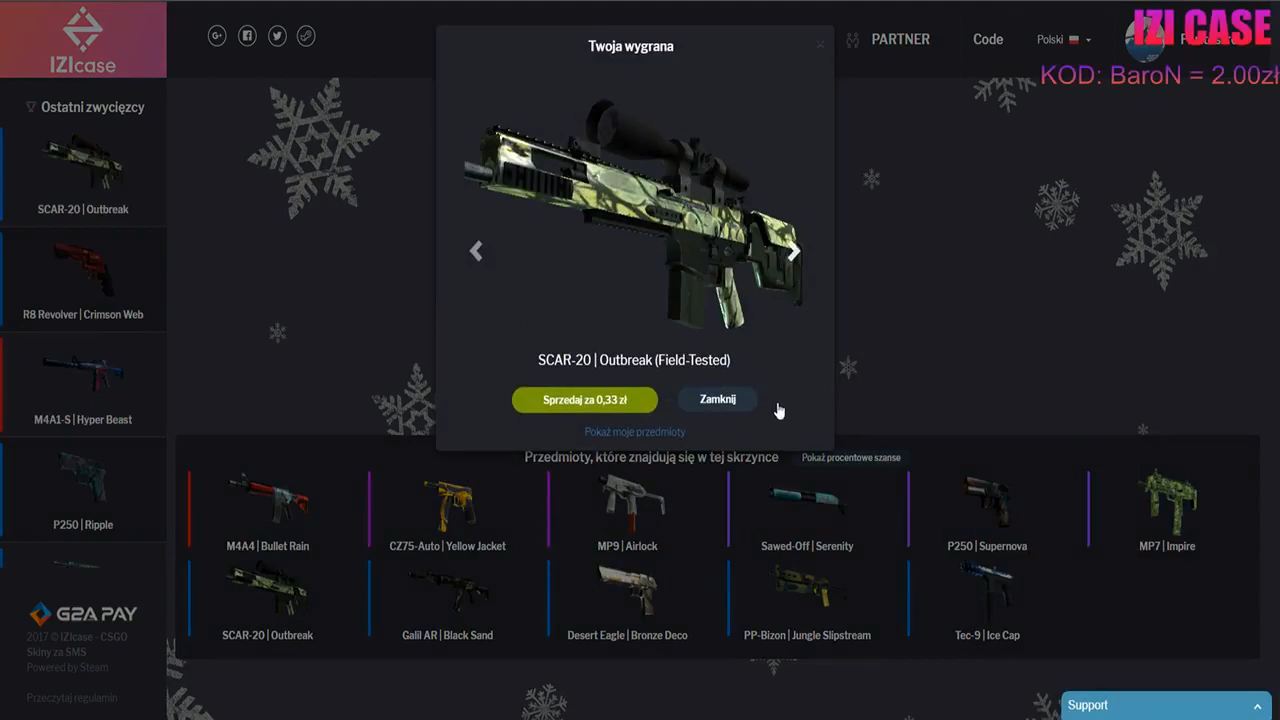 IZIcase
Twoja wygrana
PARTNER
Code
Polski
IZI CASE
KOD: BaroN = 2.00zł
Ostatni zwycięzcy
SCAR-20 | Outbreak
R8 Revolver | Crimson Web
M4A1-S | Hyper Beast
P250 | Ripple
SCAR-20 | Outbreak (Field-Tested)
Sprzedaj za 0,33 zł
Zamknij
Pokaż moje przedmioty
Przedmioty, które znajdują się w tej skrzynce
Pokaż procentowe szanse
M4A4 | Bullet Rain
CZ75-Auto | Yellow Jacket
MP9 | Airlock
Sawed-Off | Serenity
P250 | Supernova
MP7 | Impire
SCAR-20 | Outbreak
Galil AR | Black Sand
Desert Eagle | Bronze Deco
PP-Bizon | Jungle Slipstream
Tec-9 | Ice Cap
G2A PAY
2017 © IZIcase - CSGO
Skiny za SMS
Powered by Steam
Przeczytaj regulamin
Support